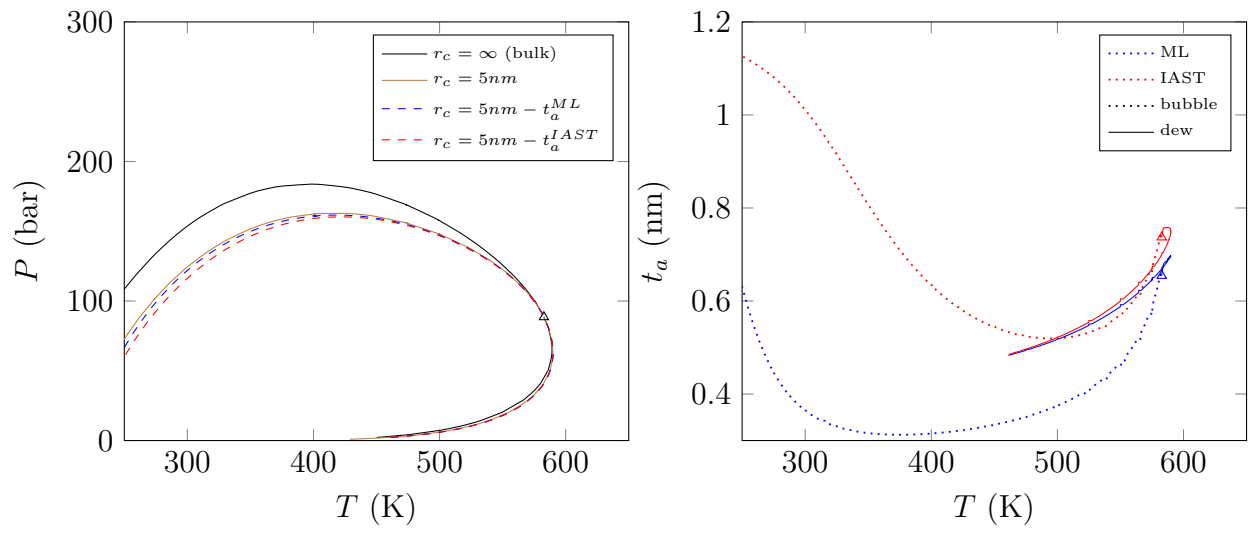 300
200
100
0
300
400
500
600
P (bar)
T (K)
r_c = ∞ (bulk)
r_c = 5nm
r_c = 5nm − t_a^{ML}
r_c = 5nm − t_a^{IAST}
1.2
1
0.8
0.6
0.4
300
400
500
600
t_a (nm)
T (K)
ML
IAST
bubble
dew